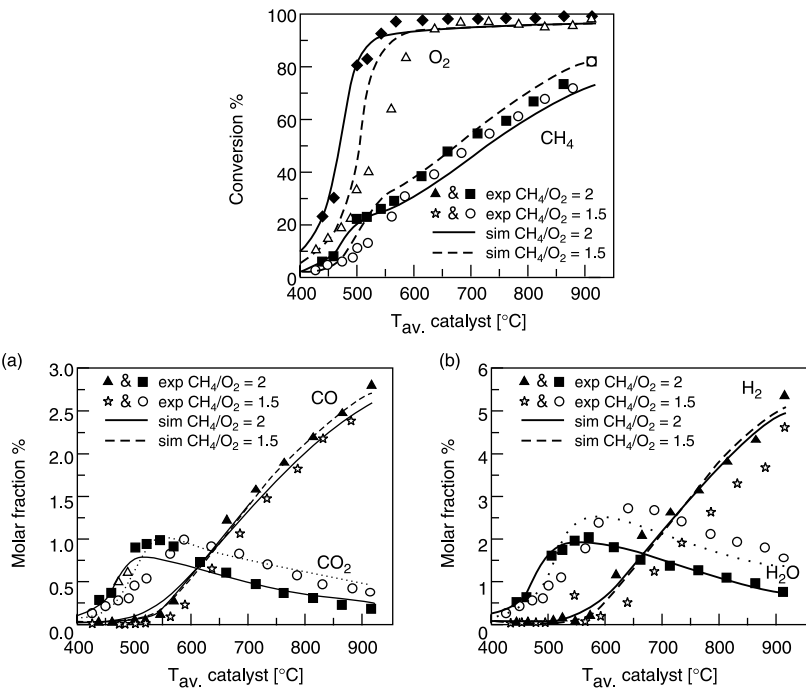 100
80
60
40
20
0
Conversion %
O2
CH4
▲ & ■ exp CH4/O2 = 2
☆ & ○ exp CH4/O2 = 1.5
sim CH4/O2 = 2
sim CH4/O2 = 1.5
400 500 600 700 800 900
Tav. catalyst [°C]
(a)
3.0
2.5
2.0
1.5
1.0
0.5
0.0
Molar fraction %
▲ & ■ exp CH4/O2 = 2
☆ & ○ exp CH4/O2 = 1.5
sim CH4/O2 = 2
sim CH4/O2 = 1.5
CO
CO2
400 500 600 700 800 900
Tav. catalyst [°C]
(b)
6
5
4
3
2
1
0
Molar fraction %
▲ & ■ exp CH4/O2 = 2
☆ & ○ exp CH4/O2 = 1.5
sim CH4/O2 = 2
sim CH4/O2 = 1.5
H2
H2O
400 500 600 700 800 900
Tav. catalyst [°C]